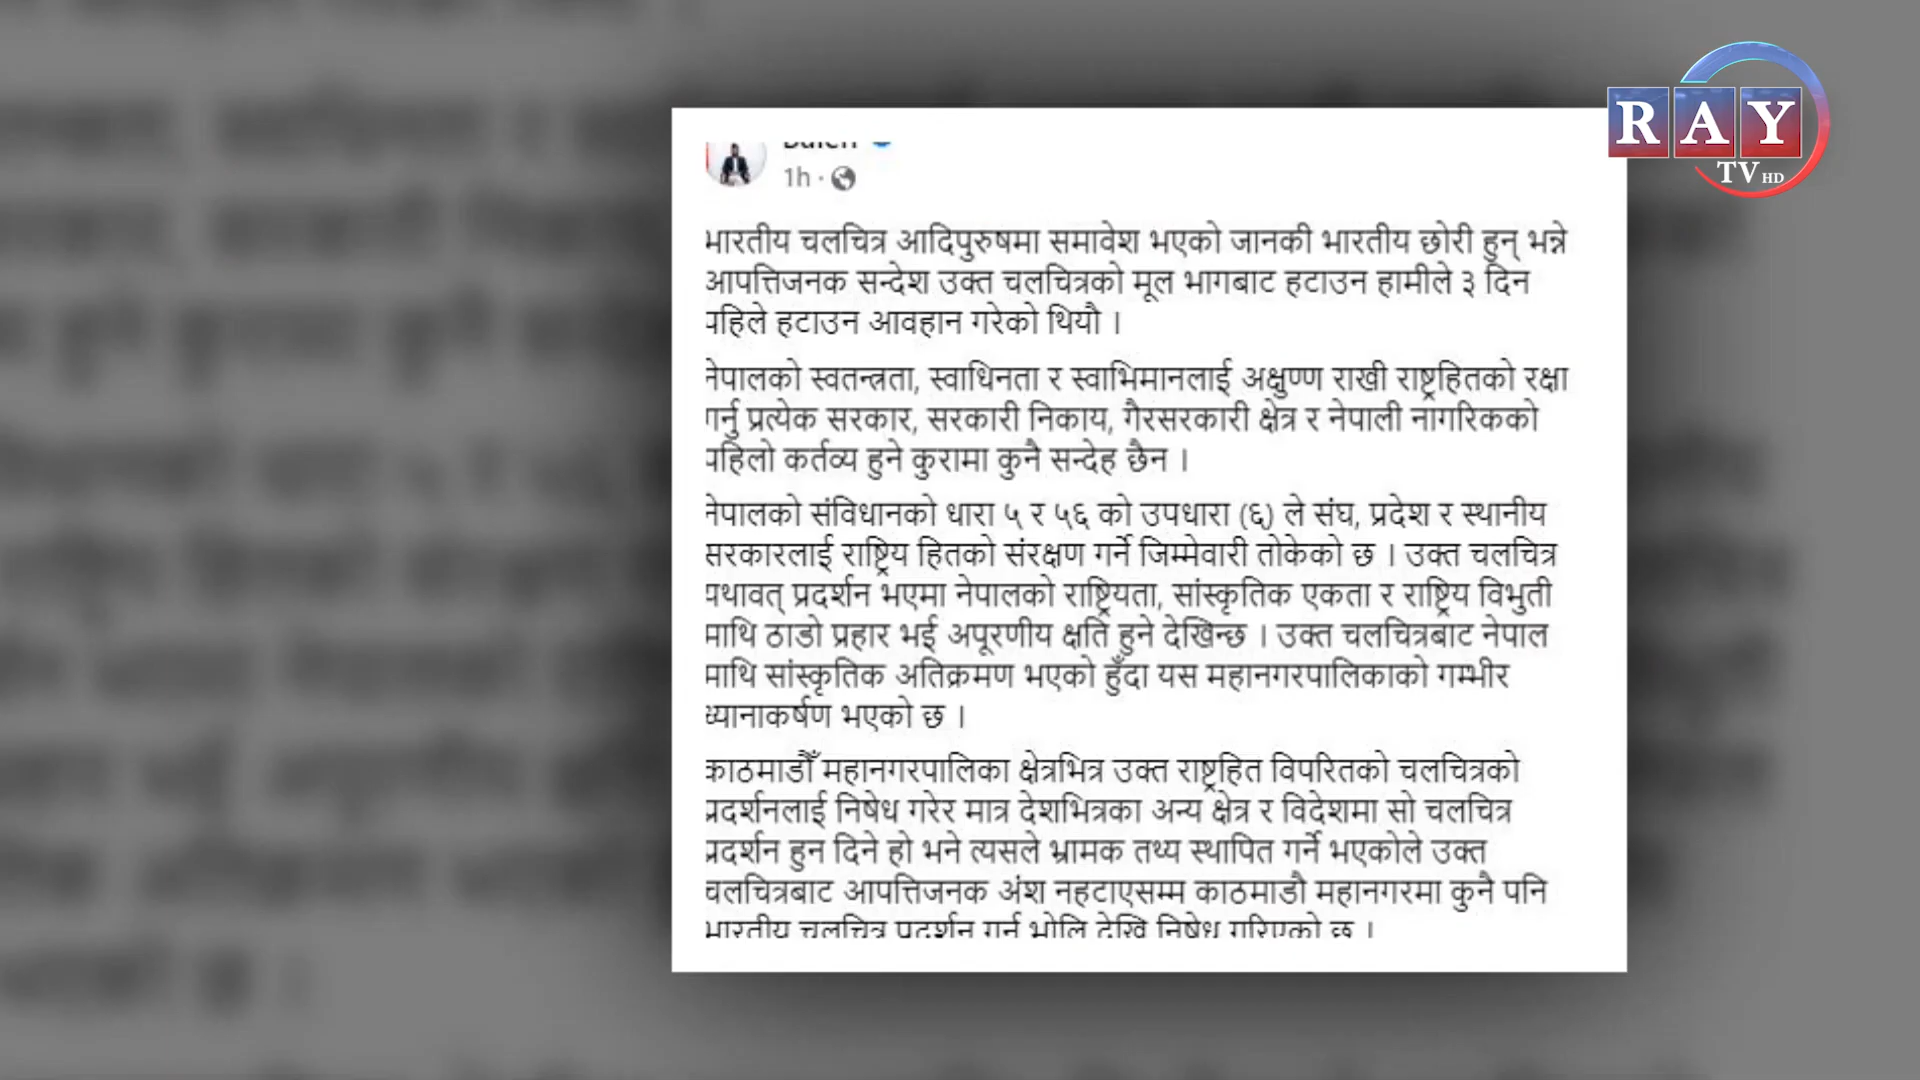 RAY
TV HD
Balen
1h ·
भारतीय चलचित्र आदिपुरुषमा समावेश भएको जानकी भारतीय छोरी हुन् भन्ने
आपत्तिजनक सन्देश उक्त चलचित्रको मूल भागबाट हटाउन हामीले ३ दिन
पहिले हटाउन आवहान गरेको थियौ ।
नेपालको स्वतन्त्रता, स्वाधिनता र स्वाभिमानलाई अक्षुण्ण राखी राष्ट्रहितको रक्षा
गर्नु प्रत्येक सरकार, सरकारी निकाय, गैरसरकारी क्षेत्र र नेपाली नागरिकको
पहिलो कर्तव्य हुने कुरामा कुनै सन्देह छैन ।
नेपालको संविधानको धारा ५ र ५६ को उपधारा (६) ले संघ, प्रदेश र स्थानीय
सरकारलाई राष्ट्रिय हितको संरक्षण गर्ने जिम्मेवारी तोकेको छ । उक्त चलचित्र
यथावत् प्रदर्शन भएमा नेपालको राष्ट्रियता, सांस्कृतिक एकता र राष्ट्रिय विभुती
माथि ठाडो प्रहार भई अपूरणीय क्षति हुने देखिन्छ । उक्त चलचित्रबाट नेपाल
माथि सांस्कृतिक अतिक्रमण भएको हुँदा यस महानगरपालिकाको गम्भीर
ध्यानाकर्षण भएको छ ।
काठमाडौँ महानगरपालिका क्षेत्रभित्र उक्त राष्ट्रहित विपरितको चलचित्रको
प्रदर्शनलाई निषेध गरेर मात्र देशभित्रका अन्य क्षेत्र र विदेशमा सो चलचित्र
प्रदर्शन हुन दिने हो भने त्यसले भ्रामक तथ्य स्थापित गर्ने भएकोले उक्त
चलचित्रबाट आपत्तिजनक अंश नहटाएसम्म काठमाडौ महानगरमा कुनै पनि
भारतीय चलचित्र प्रदर्शन गर्न भोलि देखि निषेध गरिएको छ ।